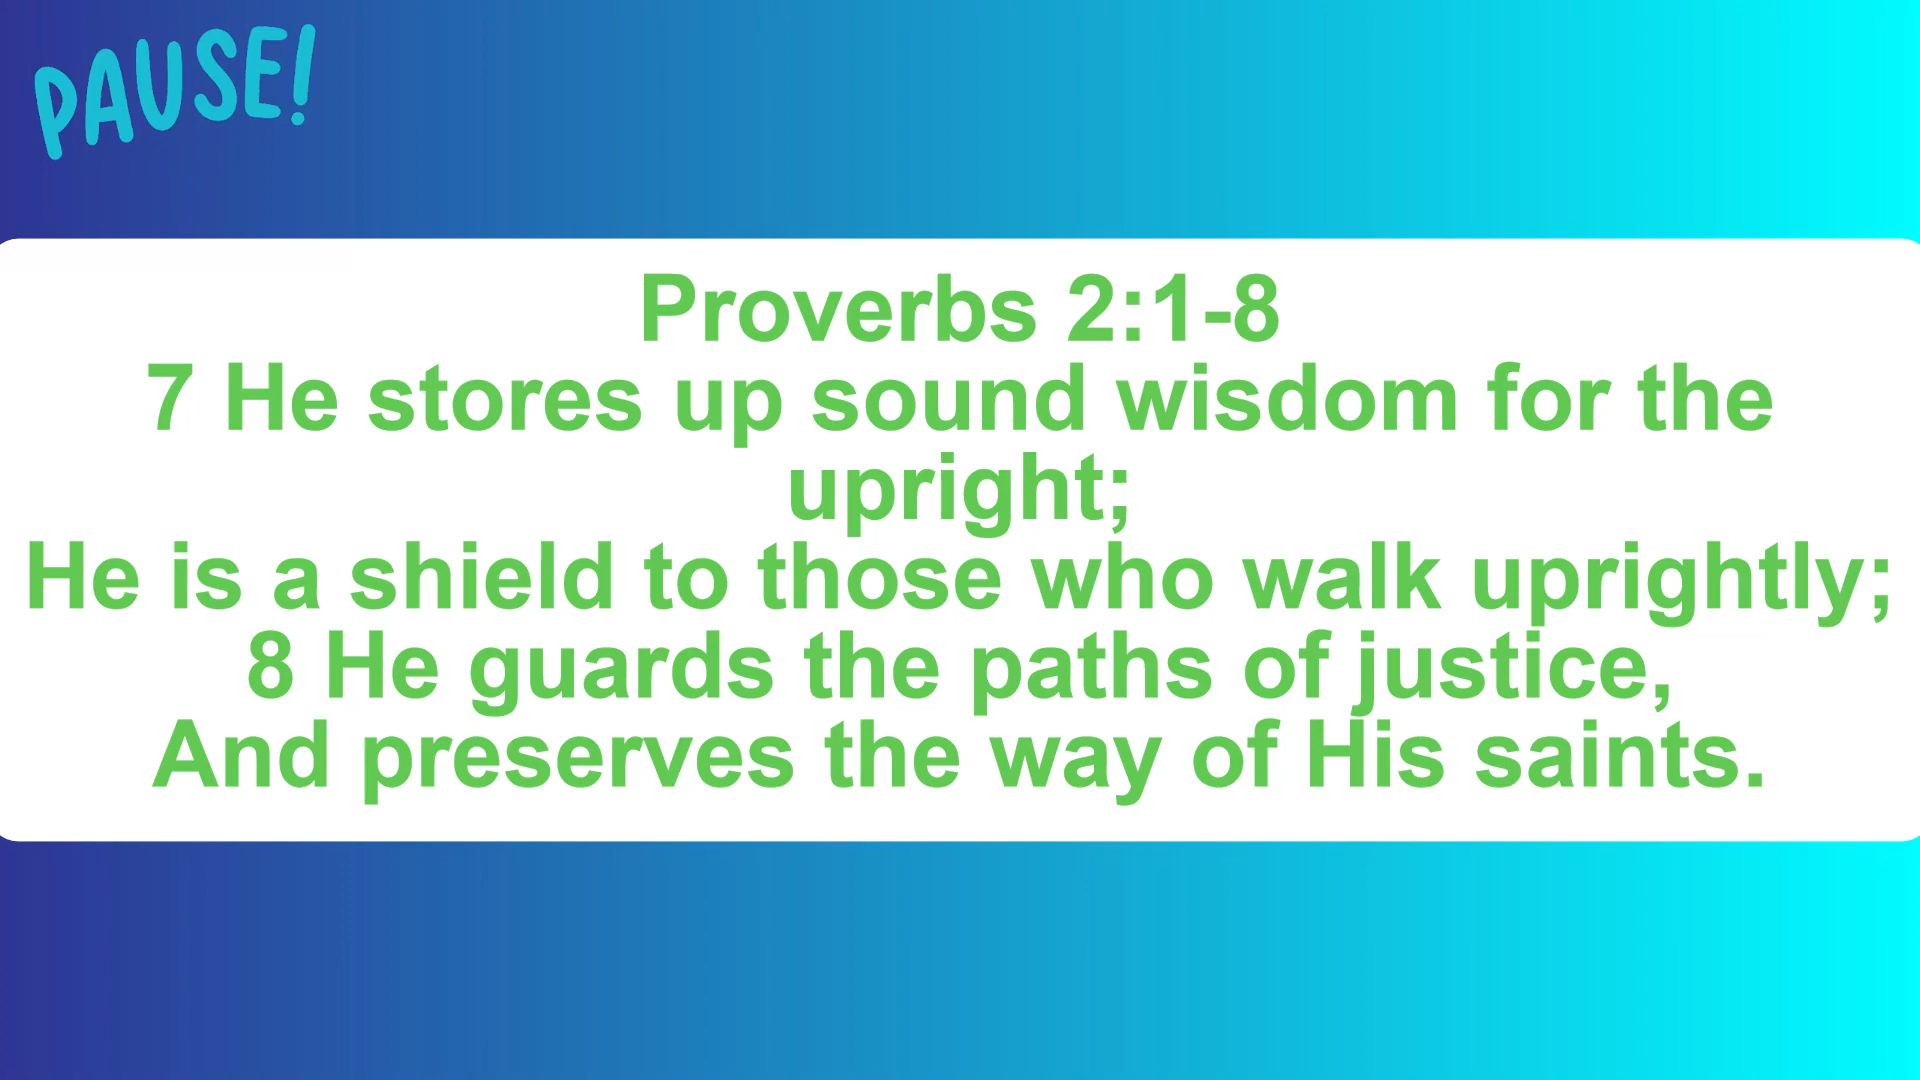 PAUSE!
Proverbs 2:1-8
7 He stores up sound wisdom for the
upright;
He is a shield to those who walk uprightly;
8 He guards the paths of justice,
And preserves the way of His saints.